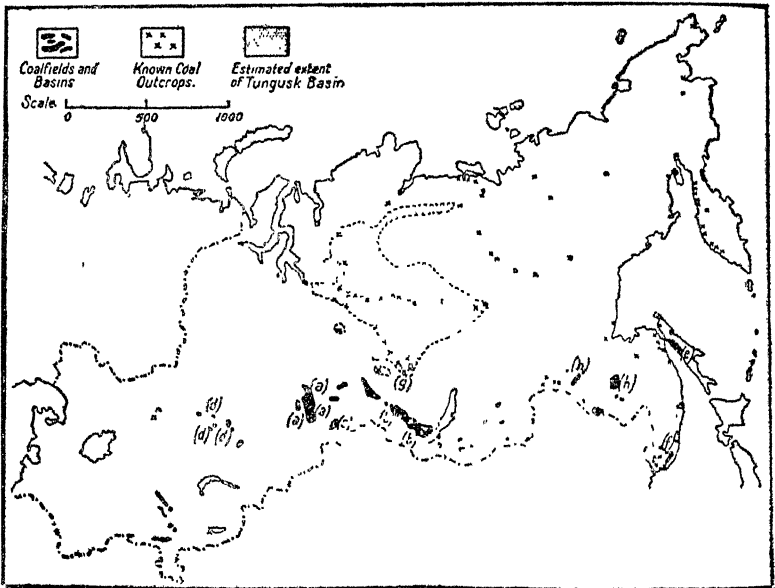 Coalfields and
Basins
Known Coal
Outcrops.
Estimated extent
of Tungusk Basin
Scale
0 500 1000
(a)
(a) (a)
(b)
(c)
(d)
(d)
(e)
(g)
(h)
(h)